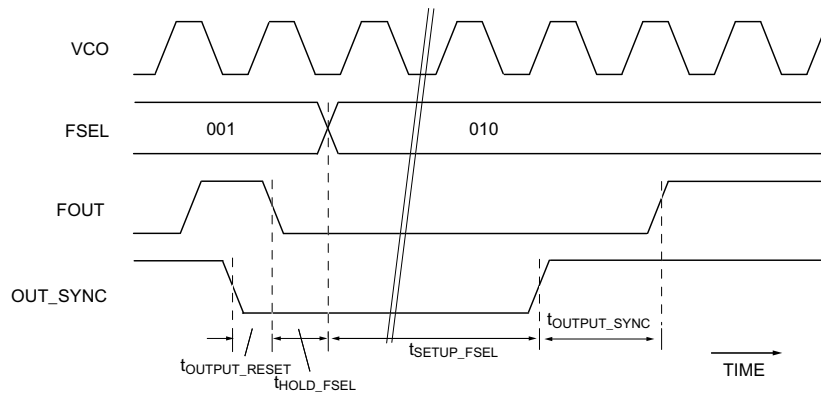 VCO
FSEL
001
010
FOUT
OUT_SYNC
tOUTPUT_RESET
tHOLD_FSEL
tSETUP_FSEL
tOUTPUT_SYNC
TIME